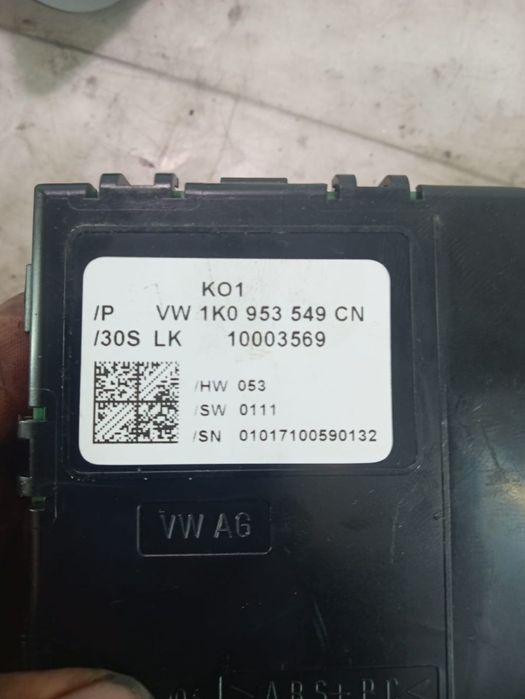 KO1
/P VW 1K0 953 549 CN
/30S LK 10003569
/HW 053
/SW 0111
/SN 01017100590132
VW AG